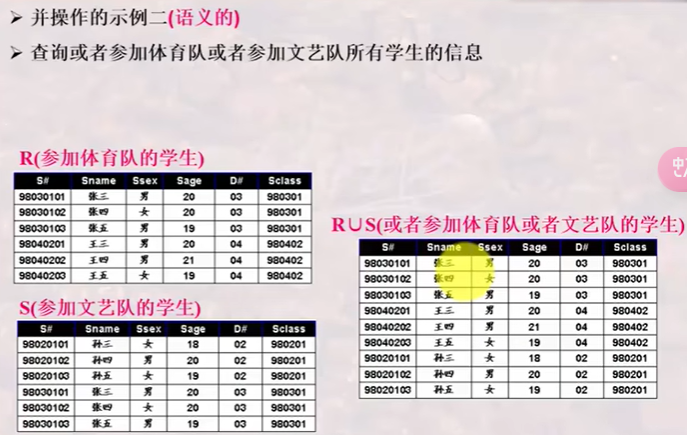 ➢ 并操作的示例二(语义的)
➢ 查询或者参加体育队或者参加文艺队所有学生的信息
R(参加体育队的学生)
S# Sname Ssex Sage D# Sclass
98030101 张三 男 20 03 980301
98030102 张四 女 20 03 980301
98030103 张五 男 19 03 980301
98040201 王三 男 20 04 980402
98040202 王四 男 21 04 980402
98040203 王五 女 19 04 980402
S(参加文艺队的学生)
S# Sname Ssex Sage D# Sclass
98020101 孙三 女 18 02 980201
98020102 孙四 男 20 02 980201
98020103 孙五 女 19 02 980201
98030101 张三 男 20 03 980301
98030102 张四 女 20 03 980301
98030103 张五 男 19 03 980301
R∪S(或者参加体育队或者文艺队的学生)
S# Sname Ssex Sage D# Sclass
98030101 张三 男 20 03 980301
98030102 张四 女 20 03 980301
98030103 张五 男 19 03 980301
98040201 王三 男 20 04 980402
98040202 王四 男 21 04 980402
98040203 王五 女 19 04 980402
98020101 孙三 女 18 02 980201
98020102 孙四 男 20 02 980201
98020103 孙五 女 19 02 980201